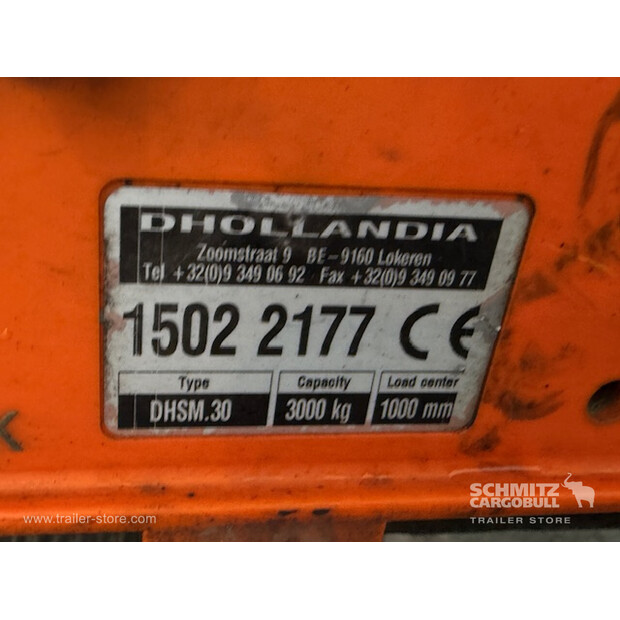 DHOLLANDIA
Zoomstraat 9 BE-9160 Lokeren
Tel +32(0)9 349 06 92 Fax +32(0)9 349 09 77
1502 2177 CE
Type Capacity Load center
DHSM.30 3000 kg 1000 mm
K
SCHMITZ
CARGOBULL
www.trailer-store.com TRAILER STORE